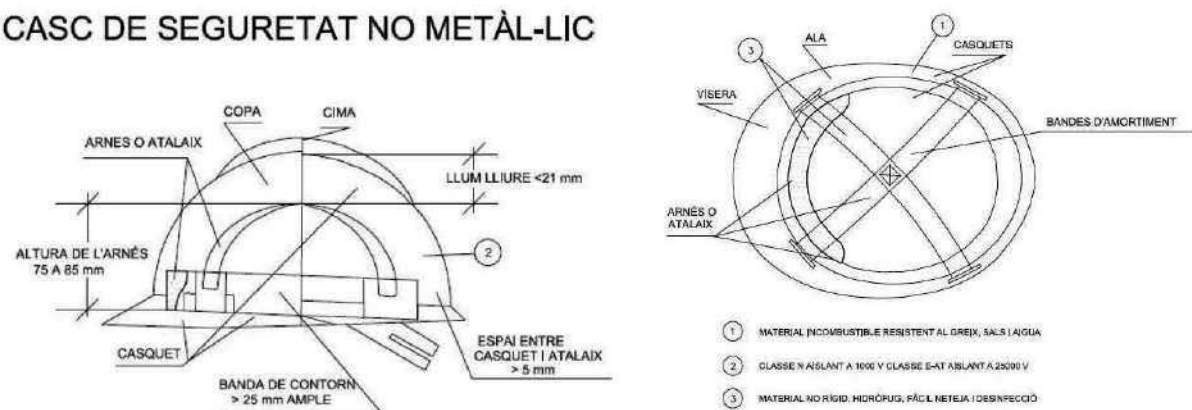 CASC DE SEGURETAT NO METÀL-LIC
COPA
CIMA
ARNES O ATALAIX
LLUM LLIURE <21 mm
ALTURA DE L'ARNÉS
75 A 85 mm
2
CASQUET
BANDA DE CONTORN
> 25 mm AMPLE
ESPAI ENTRE
CASQUET I ATALAIX
> 5 mm
1
3
ALA
CASQUETS
VISERA
BANDES D'AMORTIMENT
ARNÉS O
ATALAIX
1 MATERIAL INCOMBUSTIBLE RESISTENT AL GREIX, SALS I AIGUA
2 CLASSE N AISLANT A 1000 V CLASSE E-AT AISLANT A 25000 V
3 MATERIAL NO RÍGID, HIDRÒFUG, FÀCIL NETEJA I DESINFECCIÓ